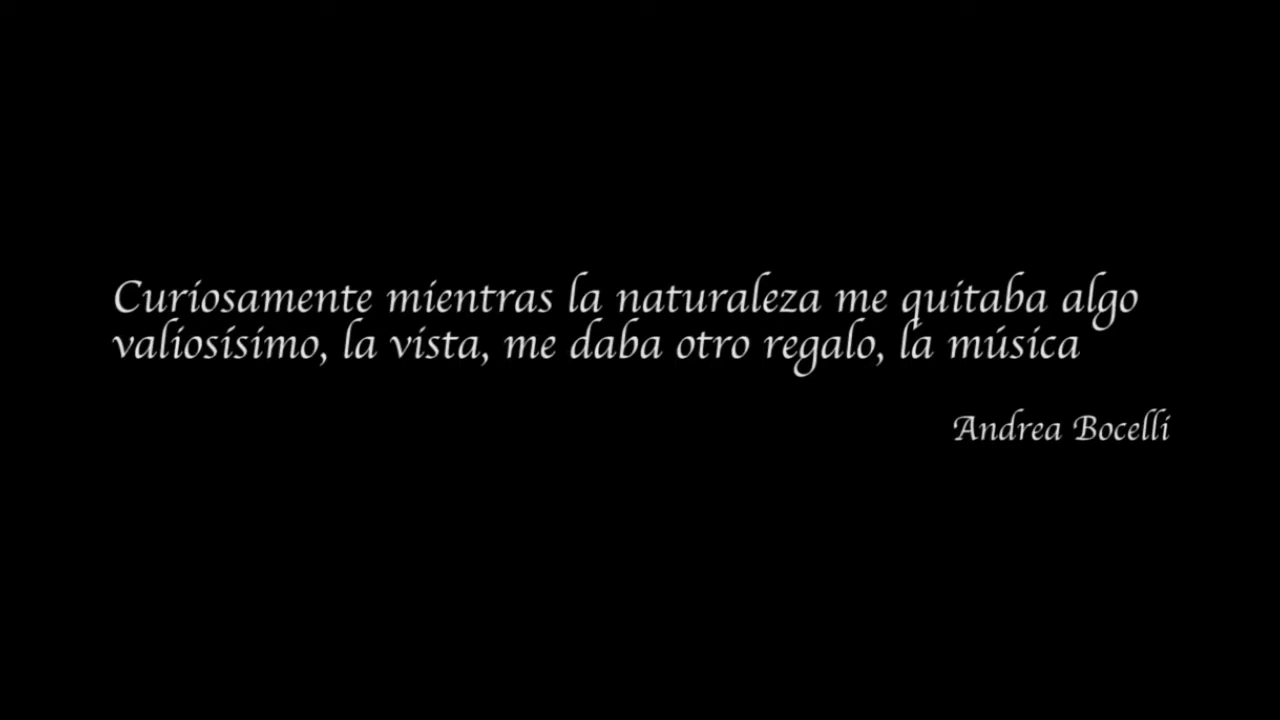 Curiosamente mientras la naturaleza me quitaba algo
valiosísimo, la vista, me daba otro regalo, la música
Andrea Bocelli